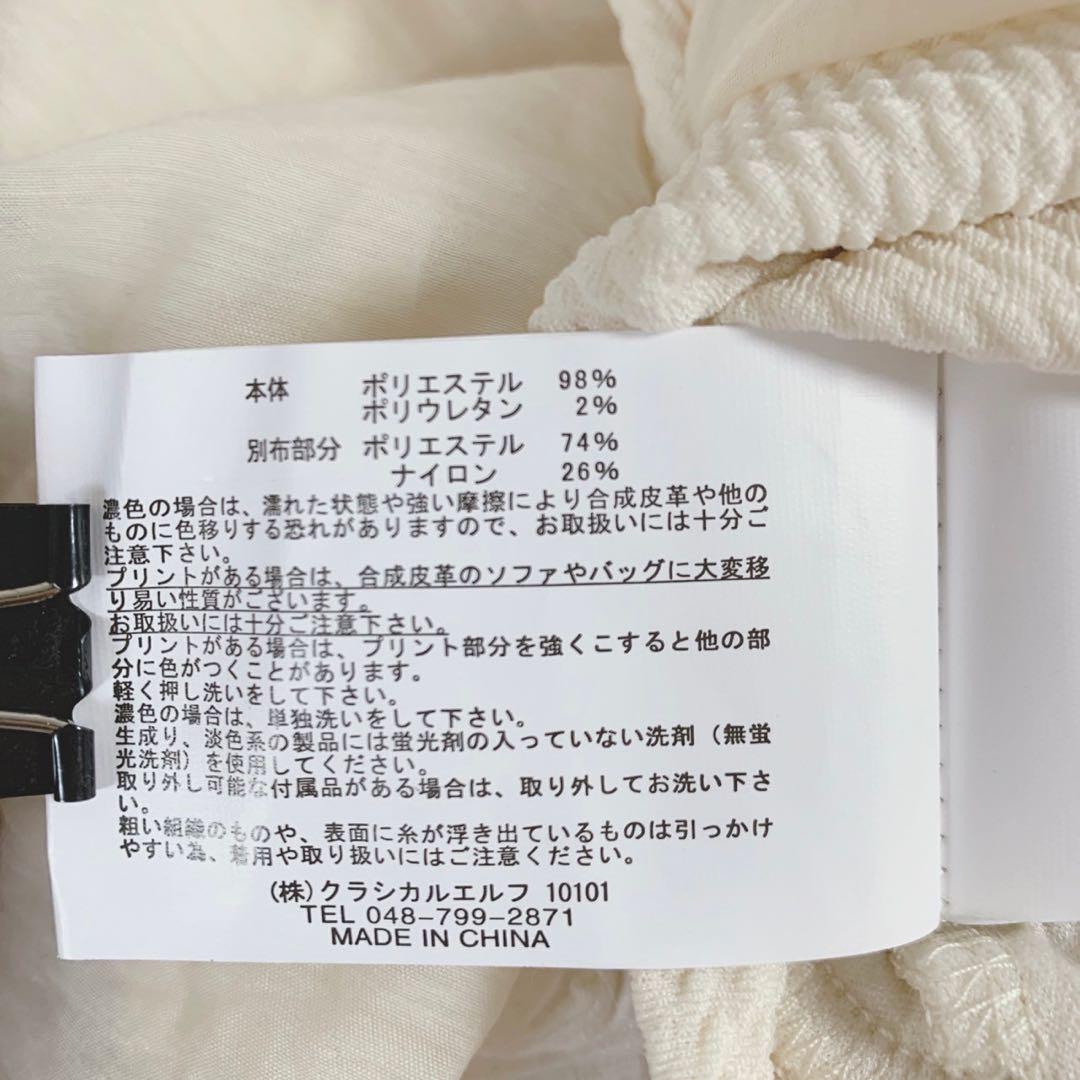 本体 ポリエステル 98%
ポリウレタン 2%
別布部分 ポリエステル 74%
ナイロン 26%
濃色の場合は、濡れた状態や強い摩擦により合成皮革や他の
ものに色移りする恐れがありますので、お取扱いには十分ご
注意下さい。
プリントがある場合は、合成皮革のソファやバッグに大変移
り易い性質がございます。
お取扱いには十分ご注意下さい。
プリントがある場合は、プリント部分を強くこすると他の部
分に色がつくことがあります。
軽く押し洗いをして下さい。
濃色の場合は、単独洗いをして下さい。
生成り、淡色系の製品には蛍光剤の入っていない洗剤（無蛍
光洗剤）を使用してください。
取り外し可能な付属品がある場合は、取り外してお洗い下さ
い。
粗い組織のものや、表面に糸が浮き出ているものは引っかけ
やすい為、着用や取り扱いにはご注意ください。
(株)クラシカルエルフ 10101
TEL 048-799-2871
MADE IN CHINA